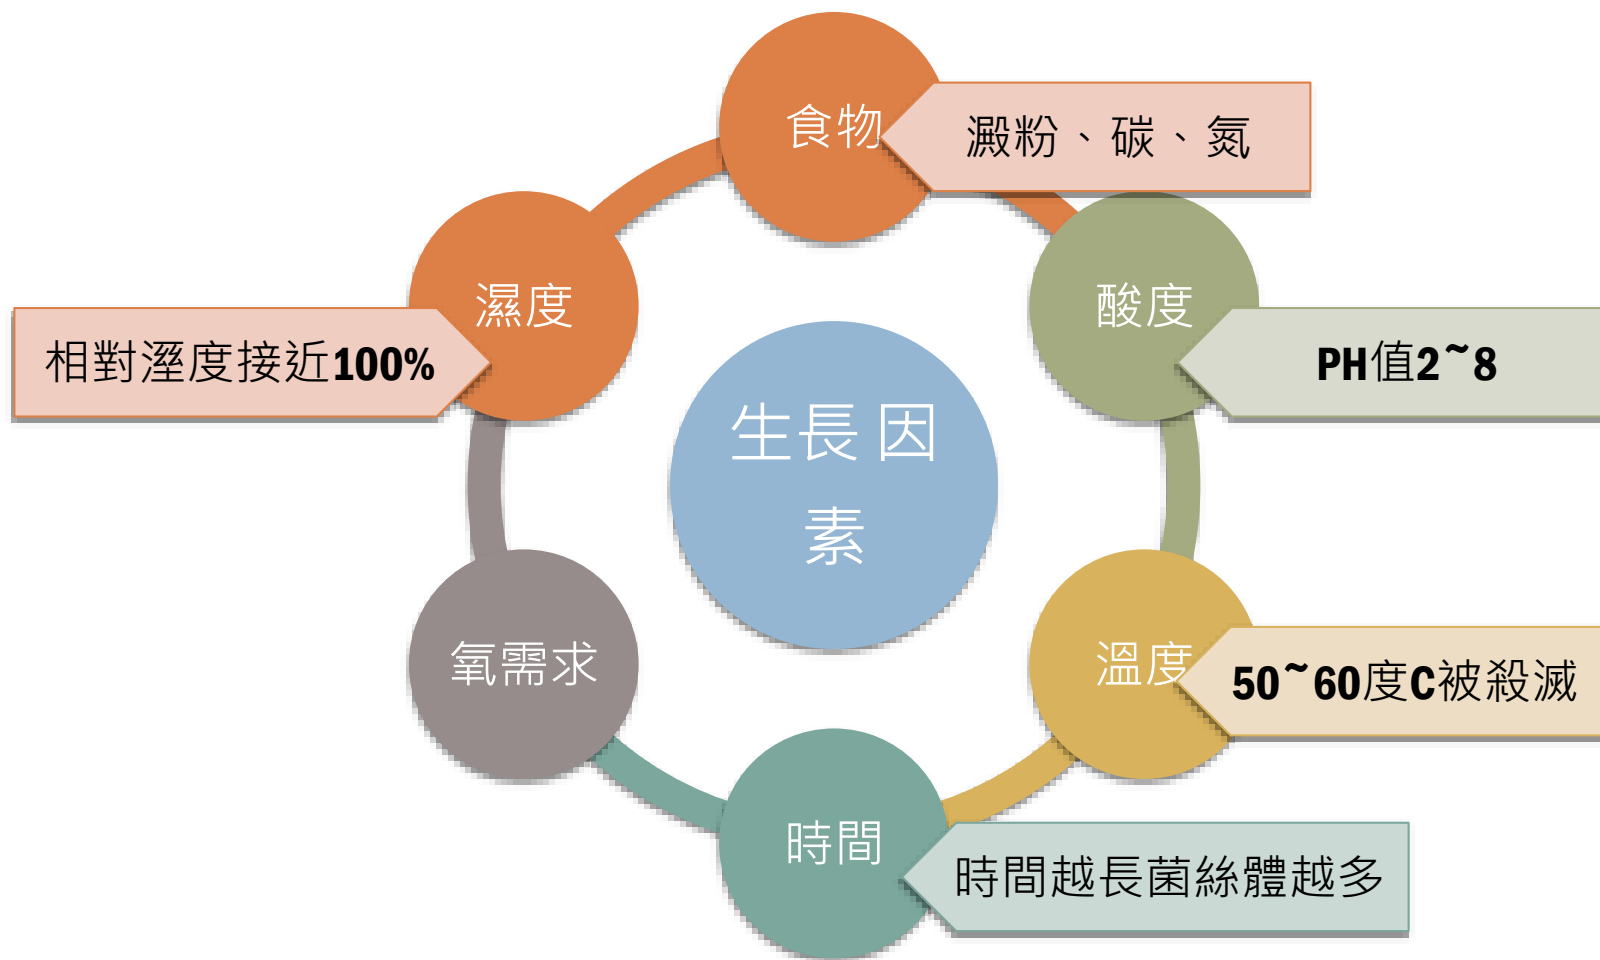 食物
澱粉、碳、氮
濕度
酸度
相對溼度接近100%
PH值2~8
生長 因
素
氧需求
溫度
50~60度C被殺滅
時間
時間越長菌絲體越多